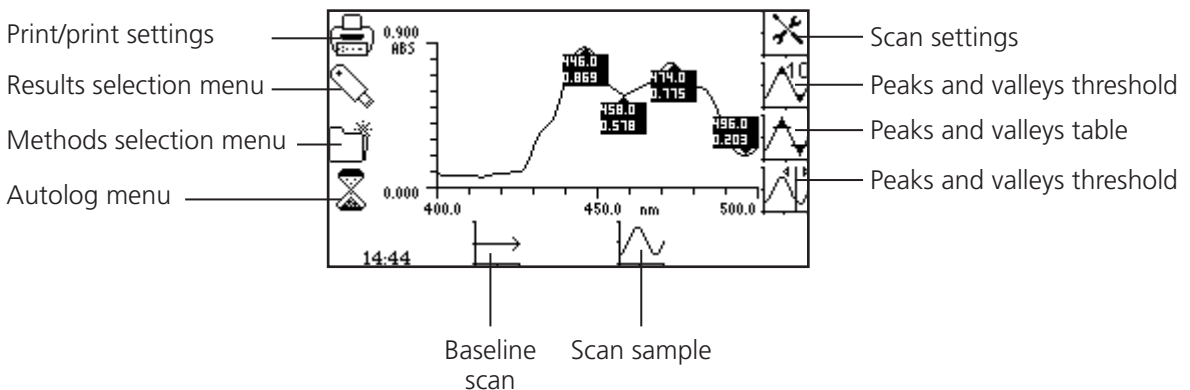 Print/print settings
Results selection menu
Methods selection menu
Autolog menu
0.900
ABS
0.000
446.0
0.869
458.0
0.578
474.0
0.775
496.0
0.203
400.0
450.0 nm
500.0
14:44
10
Scan settings
Peaks and valleys threshold
Peaks and valleys table
Peaks and valleys threshold
Baseline
scan
Scan sample